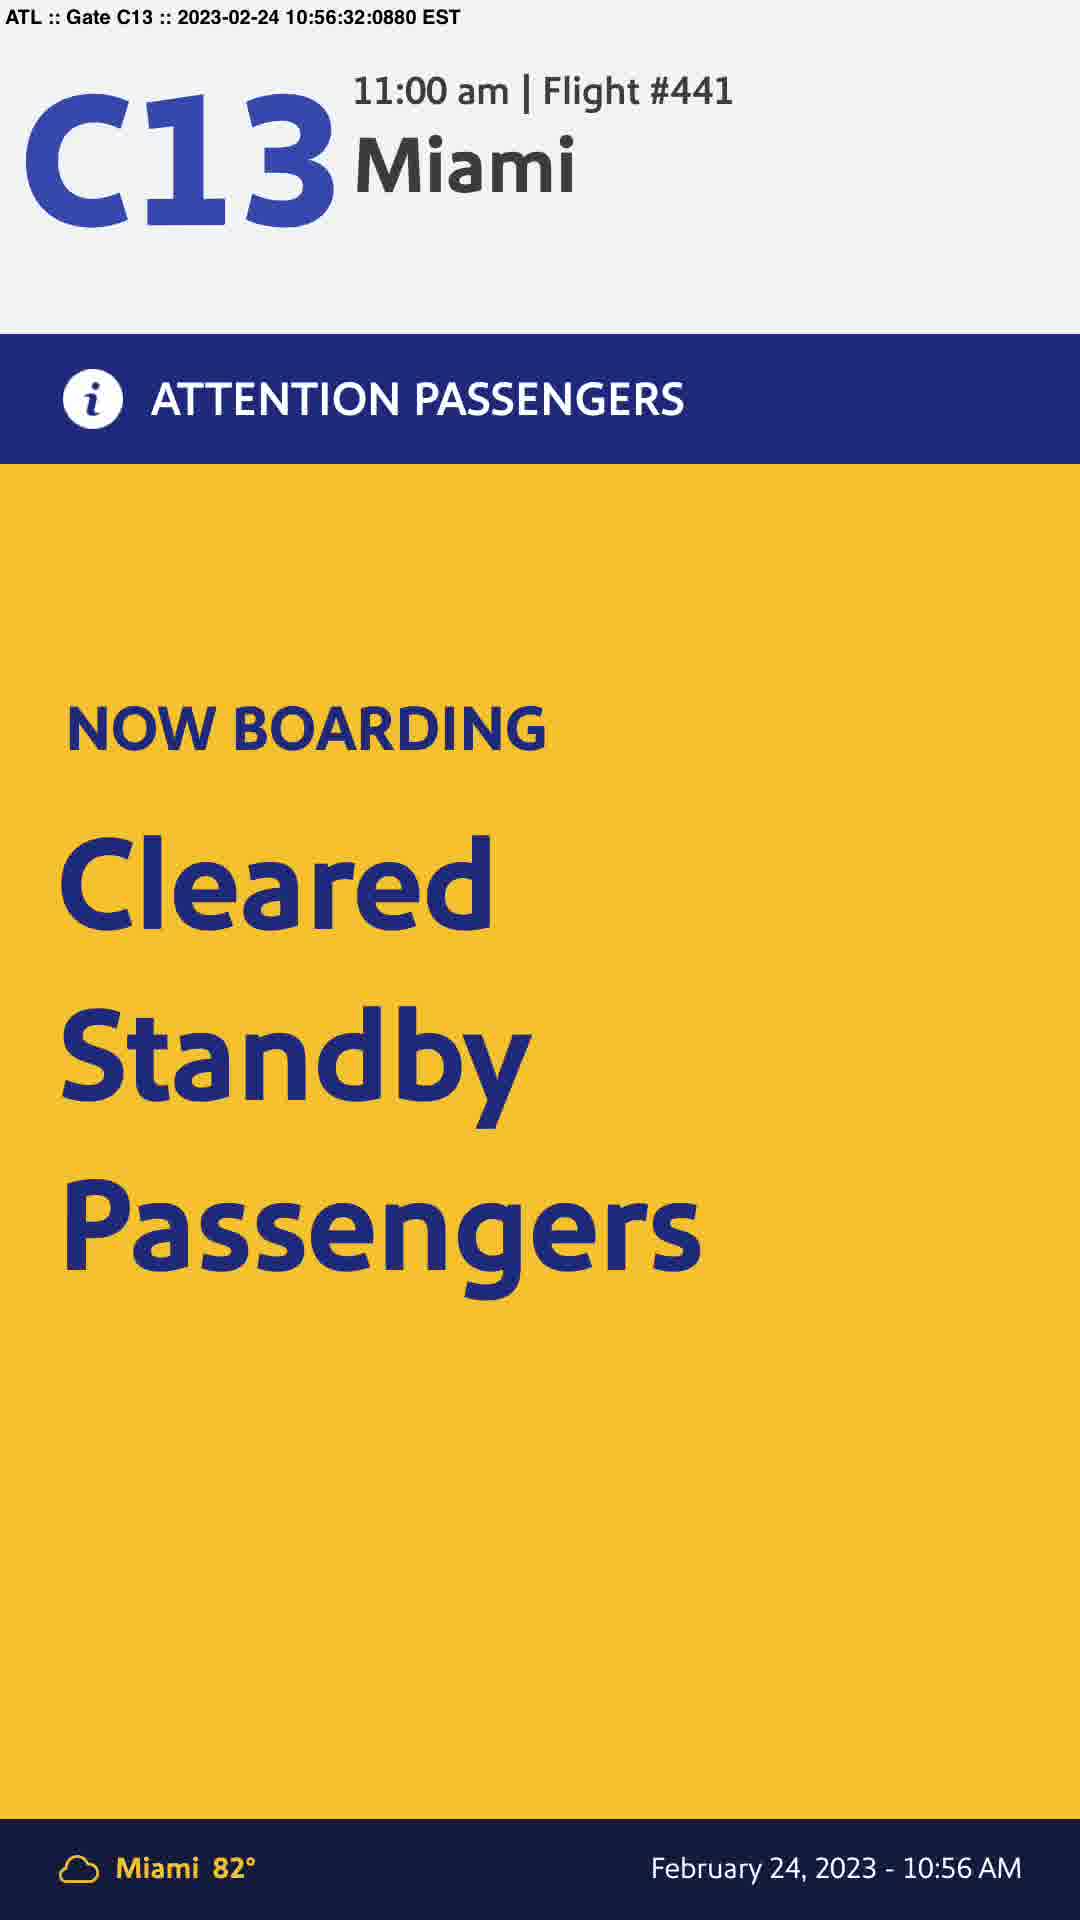 ATL :: Gate C13 :: 2023-02-24 10:56:32:0880 EST
C13
11:00 am | Flight #441
Miami
ATTENTION PASSENGERS
NOW BOARDING
Cleared
Standby
Passengers
Miami 82°
February 24, 2023 - 10:56 AM